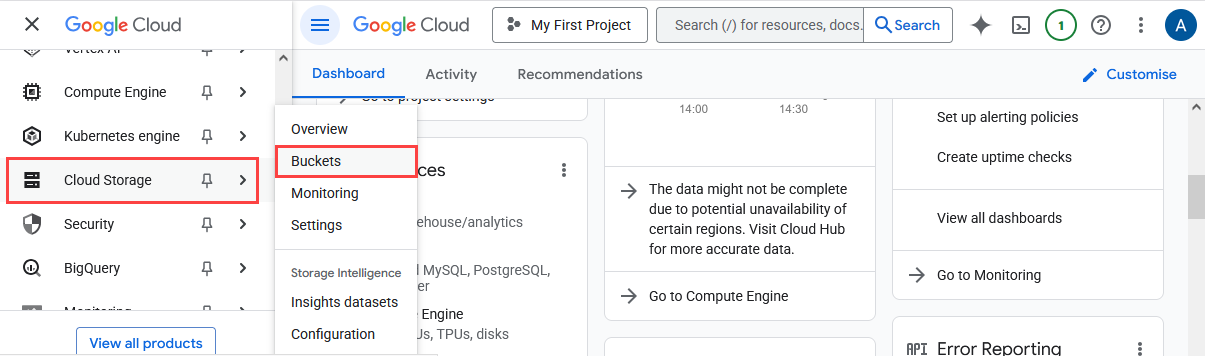 Google Cloud
Google Cloud
My First Project
Search (/) for resources, docs,
Search
1
A
Vertex AI
Compute Engine
Kubernetes engine
Cloud Storage
Security
BigQuery
Monitoring
View all products
Dashboard
Activity
Recommendations
Customise
Overview
Buckets
Monitoring
Settings
Storage Intelligence
Insights datasets
Configuration
Go to project settings
ces
ehouse/analytics
MySQL, PostgreSQL,
er
e Engine
Us, TPUs, disks
14:00
14:30
The data might not be complete
due to potential unavailability of
certain regions. Visit Cloud Hub
for more accurate data.
Go to Compute Engine
Set up alerting policies
Create uptime checks
View all dashboards
Go to Monitoring
API
Error Reporting